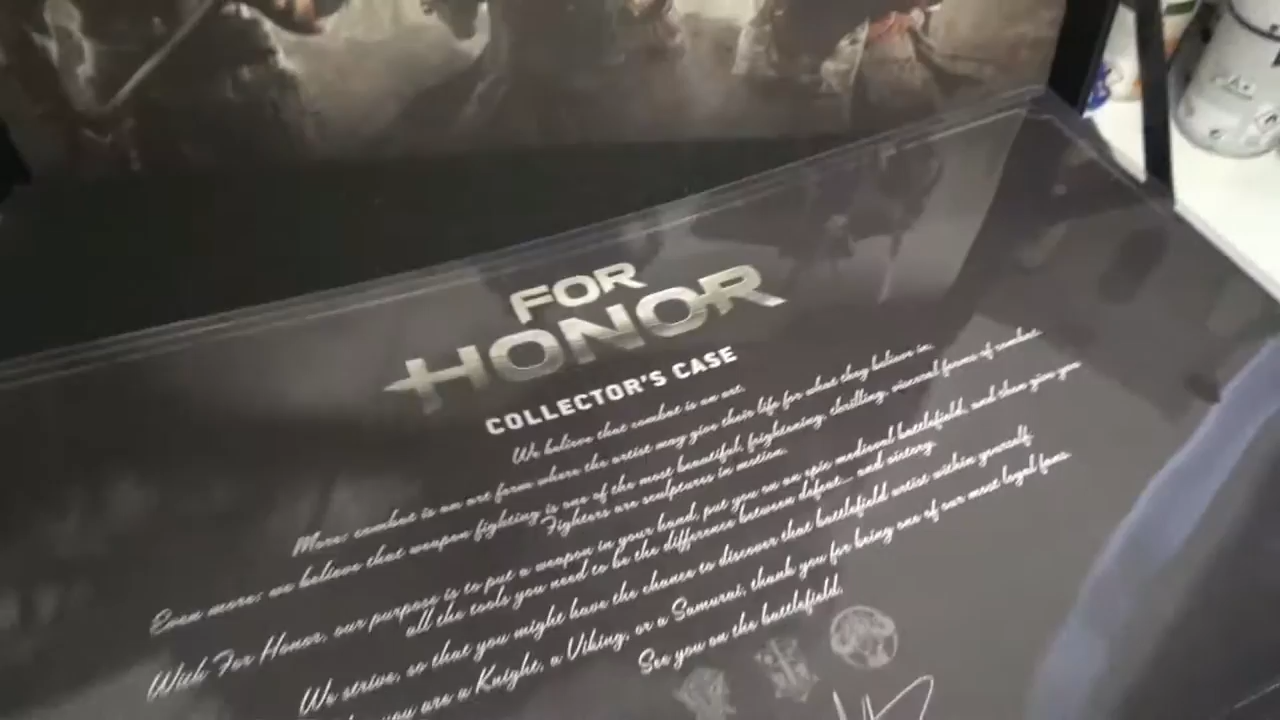 FOR
HONOR
COLLECTOR'S CASE
We believe that combat is an art.
More: combat is an art form where the artist may give their life for what they believe in.
Even more: we believe that weapon fighting is one of the most beautiful, frightening, thrilling, visceral forms of combat.
Fighters are sculptures in motion.
With For Honor, our purpose is to put a weapon in your hand, put you on an epic medieval battlefield, and then give you
all the tools you need to be the difference between defeat... and victory.
We strive, so that you might have the chance to discover that battlefield artist within yourself.
you are a Knight, a Viking, or a Samurai, thank you for being one of our most loyal fans.
See you on the battlefield.